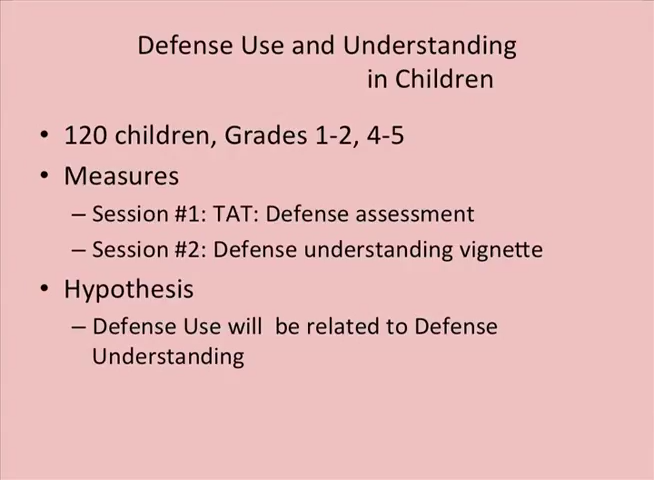 Defense Use and Understanding
in Children
• 120 children, Grades 1-2, 4-5
• Measures
– Session #1: TAT: Defense assessment
– Session #2: Defense understanding vignette
• Hypothesis
– Defense Use will be related to Defense
Understanding